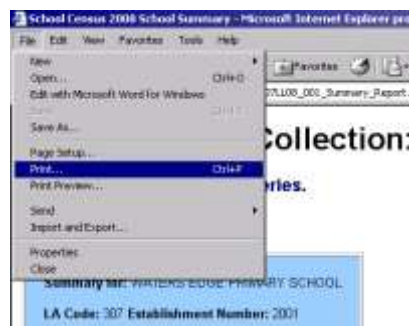 School Census 2008 School Summary - Microsoft Internet Explorer pro
File Edit View Favorites Tools Help
New
Open... Ctrl+O
Edit with Microsoft Word for Windows
Save As...
Page Setup...
Print... Ctrl+P
Print Preview...
Send
Import and Export...
Properties
Close
Favorites
_001_Summary_Report
Collection:
ries.
Summary for: WATERS EDGE PRIMARY SCHOOL
LA Code: 307 Establishment Number: 2001